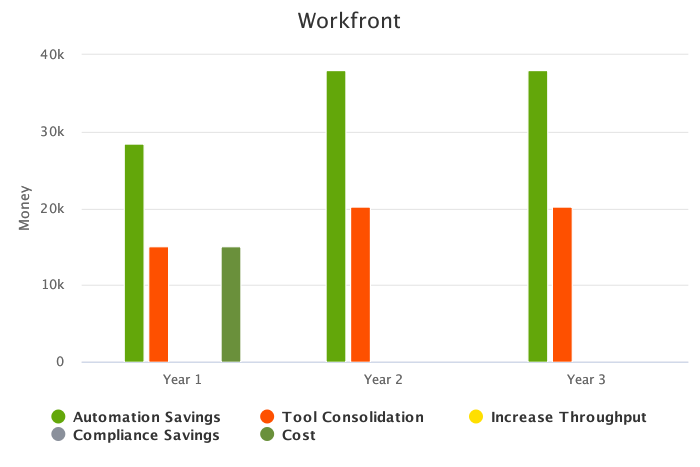 Workfront
40k
30k
20k
10k
0
Money
Year 1
Year 2
Year 3
Automation Savings
Tool Consolidation
Increase Throughput
Compliance Savings
Cost